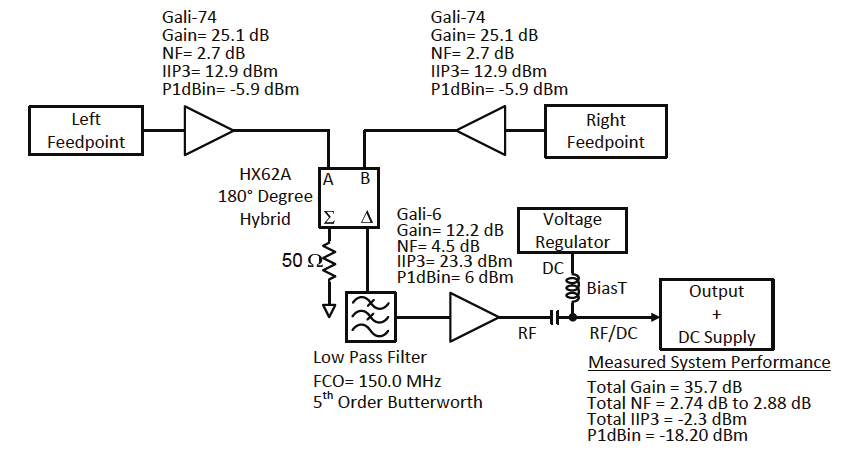 Gali-74
Gain= 25.1 dB
NF= 2.7 dB
IIP3= 12.9 dBm
P1dBin= -5.9 dBm
Gali-74
Gain= 25.1 dB
NF= 2.7 dB
IIP3= 12.9 dBm
P1dBin= -5.9 dBm
Left
Feedpoint
Right
Feedpoint
HX62A
180° Degree
Hybrid
A B
Σ Δ
50 Ω
Gali-6
Gain= 12.2 dB
NF= 4.5 dB
IIP3= 23.3 dBm
P1dBin= 6 dBm
Voltage
Regulator
DC
BiasT
RF
RF/DC
Output
+
DC Supply
Low Pass Filter
FCO= 150.0 MHz
5th Order Butterworth
Measured System Performance
Total Gain = 35.7 dB
Total NF = 2.74 dB to 2.88 dB
Total IIP3 = -2.3 dBm
P1dBin = -18.20 dBm